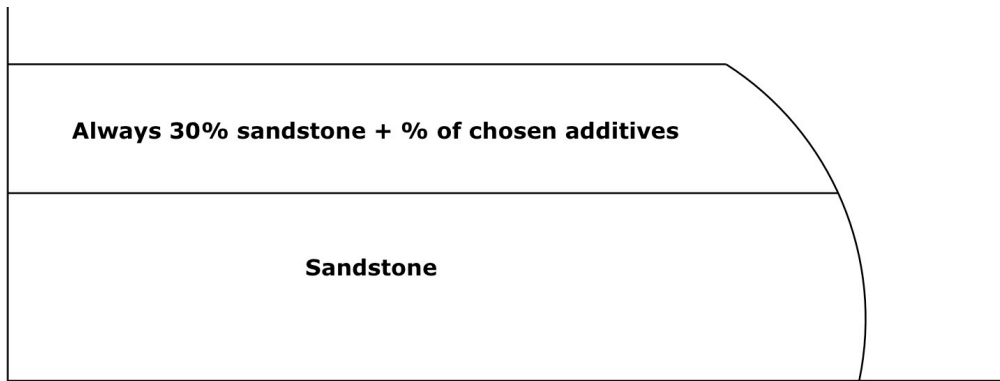 Always 30% sandstone + % of chosen additives
Sandstone